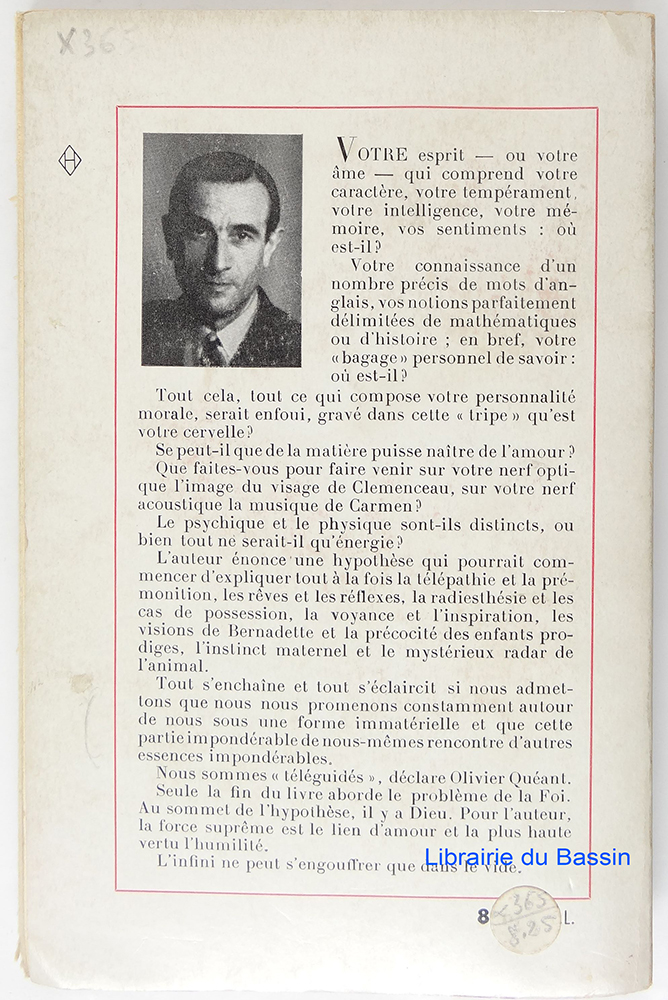 X365
H
VOTRE esprit — ou votre
âme — qui comprend votre
caractère, votre tempérament,
votre intelligence, votre mé-
moire, vos sentiments : où
est-il ?
Votre connaissance d'un
nombre précis de mots d'an-
glais, vos notions parfaitement
délimitées de mathématiques
ou d'histoire ; en bref, votre
« bagage » personnel de savoir :
où est-il ?
Tout cela, tout ce qui compose votre personnalité
morale, serait enfoui, gravé dans cette « tripe » qu'est
votre cervelle ?
Se peut-il que de la matière puisse naître de l'amour ?
Que faites-vous pour faire venir sur votre nerf opti-
que l'image du visage de Clemenceau, sur votre nerf
acoustique la musique de Carmen ?
Le psychique et le physique sont-ils distincts, ou
bien tout ne serait-il qu'énergie ?
L'auteur énonce une hypothèse qui pourrait com-
mencer d'expliquer tout à la fois la télépathie et la pré-
monition, les rêves et les réflexes, la radiesthésie et les
cas de possession, la voyance et l'inspiration, les
visions de Bernadette et la précocité des enfants pro-
diges, l'instinct maternel et le mystérieux radar de
l'animal.
Tout s'enchaîne et tout s'éclaircit si nous admet-
tons que nous nous promenons constamment autour
de nous sous une forme immatérielle et que cette
partie impondérable de nous-mêmes rencontre d'autres
essences impondérables.
Nous sommes « téléguidés », déclare Olivier Quéant.
Seule la fin du livre aborde le problème de la Foi.
Au sommet de l'hypothèse, il y a Dieu. Pour l'auteur,
la force suprême est le lien d'amour et la plus haute
vertu l'humilité.
Librairie du Bassin
L'infini ne peut s'engouffrer que dans le vide.
8 L.
x365
8,25